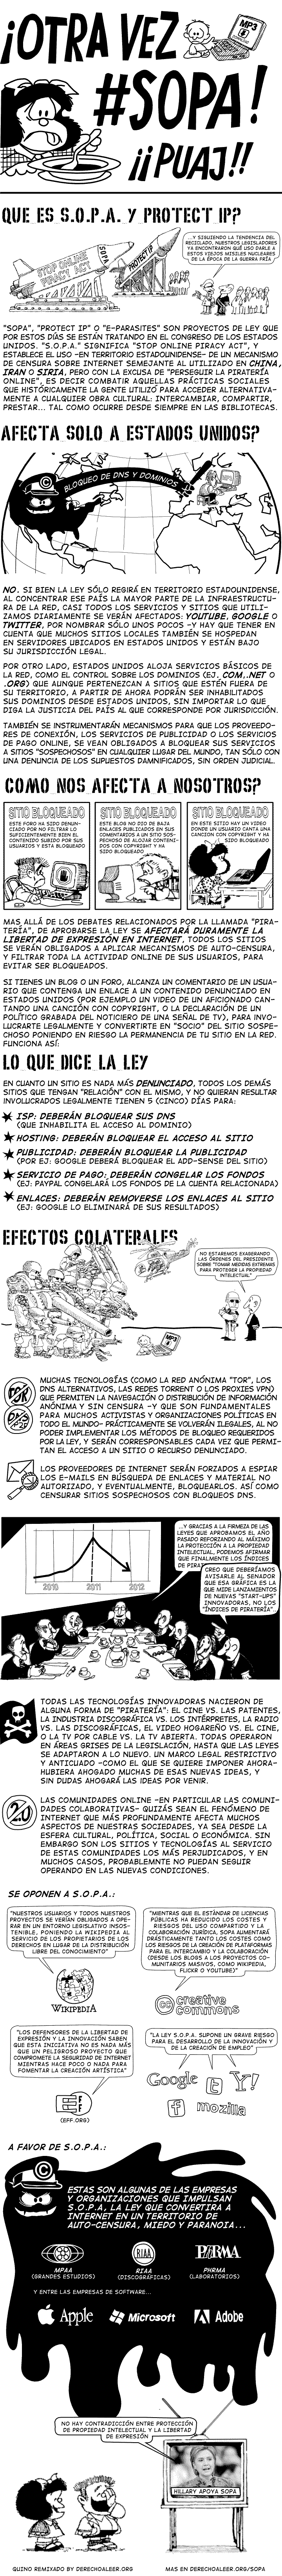 ¡OTRA VEZ
MP3
#SOPA!
¡¡PUAJ!!
QUE ES S.O.P.A. Y PROTECT IP?
STOP ONLINE
PIRACY ACT
SOPA
PROTECT IP
...Y SIGUIENDO LA TENDENCIA DEL
RECICLADO, NUESTROS LEGISLADORES
YA ENCONTRARON QUÉ USO DARLE A
ESTOS VIEJOS MISILES NUCLEARES
DE LA ÉPOCA DE LA GUERRA FRÍA
"SOPA", "PROTECT IP" O "E-PARASITES" SON PROYECTOS DE LEY QUE
POR ESTOS DÍAS SE ESTÁN TRATANDO EN EL CONGRESO DE LOS ESTADOS
UNIDOS. "S.O.P.A." SIGNIFICA "STOP ONLINE PIRACY ACT", Y
ESTABLECE EL USO -EN TERRITORIO ESTADOUNIDENSE- DE UN MECANISMO
DE CENSURA SOBRE INTERNET SEMEJANTE AL UTILIZADO EN CHINA,
IRAN O SIRIA, PERO CON LA EXCUSA DE "PERSEGUIR LA PIRATERÍA
ONLINE", ES DECIR COMBATIR AQUELLAS PRÁCTICAS SOCIALES
QUE HISTÓRICAMENTE LA GENTE UTILIZÓ PARA ACCEDER ALTERNATIVA-
MENTE A CUALQUIER OBRA CULTURAL: INTERCAMBIAR, COMPARTIR,
PRESTAR... TAL COMO OCURRE DESDE SIEMPRE EN LAS BIBLIOTECAS.
AFECTA SOLO A ESTADOS UNIDOS?
BLOQUEO DE DNS Y DOMINIOS
NO. SI BIEN LA LEY SÓLO REGIRÁ EN TERRITORIO ESTADOUNIDENSE,
AL CONCENTRAR ESE PAÍS LA MAYOR PARTE DE LA INFRAESTRUCTU-
RA DE LA RED, CASI TODOS LOS SERVICIOS Y SITIOS QUE UTILI-
ZAMOS DIARIAMENTE SE VERÁN AFECTADOS: YOUTUBE, GOOGLE O
TWITTER, POR NOMBRAR SÓLO UNOS POCOS -Y HAY QUE TENER EN
CUENTA QUE MUCHOS SITIOS LOCALES TAMBIÉN SE HOSPEDAN
EN SERVIDORES UBICADOS EN ESTADOS UNIDOS Y ESTÁN BAJO
SU JURISDICCIÓN LEGAL.
POR OTRO LADO, ESTADOS UNIDOS ALOJA SERVICIOS BÁSICOS DE
LA RED, COMO EL CONTROL SOBRE LOS DOMINIOS (EJ .COM,.NET O
.ORG) QUE AUNQUE PERTENEZCAN A SITIOS QUE ESTÉN FUERA DE
SU TERRITORIO, A PARTIR DE AHORA PODRÁN SER INHABILITADOS
SUS DOMINIOS DESDE ESTADOS UNIDOS, SIN IMPORTAR LO QUE
DIGA LA JUSTICIA DEL PAÍS AL QUE CORRESPONDE POR JURISDICCIÓN.
TAMBIÉN SE INSTRUMENTARÁN MECANISMOS PARA QUE LOS PROVEEDO-
RES DE CONEXIÓN, LOS SERVICIOS DE PUBLICIDAD O LOS SERVICIOS
DE PAGO ONLINE, SE VEAN OBLIGADOS A BLOQUEAR SUS SERVICIOS
A SITIOS "SOSPECHOSOS" EN CUALQUIER LUGAR DEL MUNDO, TAN SÓLO CON
UNA DENUNCIA DE LOS SUPUESTOS DAMNIFICADOS, SIN ORDEN JUDICIAL.
COMO NOS AFECTA A NOSOTROS?
SITIO BLOQUEADO
ESTE FORO HA SIDO DENUN-
CIADO POR NO FILTRAR LO
SUFICIENTEMENTE BIEN EL
CONTENIDO SUBIDO POR SUS
USUARIOS Y ESTÁ BLOQUEADO
SITIO BLOQUEADO
ESTE BLOG FUE DADO DE BAJA
ENLACES PUBLICADOS EN SUS
COMENTARIOS A UN SITIO SOS-
PECHOSO DE ALOJAR CONTENI-
DOS CON COPYRIGHT Y HA
SIDO BLOQUEADO
SITIO BLOQUEADO
EN ESTE SITIO HAY UN VIDEO
DONDE UN USUARIO CANTA UNA
CANCIÓN CON COPYRIGHT Y HA
SIDO BLOQUEADO
MAS ALLÁ DE LOS DEBATES RELACIONADOS POR LA LLAMADA "PIRA-
TERÍA", DE APROBARSE LA LEY SE AFECTARÁ DURAMENTE LA
LIBERTAD DE EXPRESIÓN EN INTERNET. TODOS LOS SITIOS
SE VERÁN OBLIGADOS A APLICAR MECANISMOS DE AUTO-CENSURA,
Y FILTRAR TODA LA ACTIVIDAD ONLINE DE SUS USUARIOS, PARA
EVITAR SER BLOQUEADOS.
SI TIENES UN BLOG O UN FORO, ALCANZA UN COMENTARIO DE UN USUA-
RIO QUE CONTENGA UN ENLACE A UN CONTENIDO DENUNCIADO EN
ESTADOS UNIDOS (POR EJEMPLO UN VIDEO DE UN AFICIONADO CAN-
TANDO UNA CANCIÓN CON COPYRIGHT, O LA DECLARACIÓN DE UN
POLÍTICO GRABADA DEL NOTICIERO DE UNA SEÑAL DE TV), PARA INVO-
LUCRARTE LEGALMENTE Y CONVERTIRTE EN "SOCIO" DEL SITIO SOSPE-
CHOSO PONIENDO EN RIESGO LA PERMANENCIA DE TU SITIO EN LA RED.
FUNCIONA ASÍ:
LO QUE DICE LA LEY
EN CUANTO UN SITIO ES NADA MÁS DENUNCIADO, TODOS LOS DEMÁS
SITIOS QUE TENGAN "RELACIÓN" CON EL MISMO, Y NO QUIERAN RESULTAR
INVOLUCRADOS LEGALMENTE TIENEN 5 (CINCO) DÍAS PARA:
ISP: DEBERÁN BLOQUEAR SUS DNS
(QUE INHABILITA EL ACCESO AL DOMINIO)
HOSTING: DEBERÁN BLOQUEAR EL ACCESO AL SITIO
PUBLICIDAD: DEBERÁN BLOQUEAR LA PUBLICIDAD
(POR EJ: GOOGLE DEBERÁ BLOQUEAR EL ADD-SENSE DEL SITIO)
SERVICIO DE PAGO: DEBERÁN CONGELAR LOS FONDOS
(EJ: PAYPAL CONGELARÁ LOS FONDOS DE LA CUENTA RELACIONADA)
ENLACES: DEBERÁN REMOVERSE LOS ENLACES AL SITIO
(EJ: GOOGLE LO ELIMINARÁ DE SUS RESULTADOS)
EFECTOS COLATERALES
NO ESTAREMOS EXAGERANDO
LAS ÓRDENES DEL PRESIDENTE
SOBRE "TOMAR MEDIDAS EXTREMAS
PARA PROTEGER LA PROPIEDAD
INTELECTUAL"?
MP3
MUCHAS TECNOLOGÍAS (COMO LA RED ANÓNIMA "TOR", LOS
DNS ALTERNATIVOS, LAS REDES TORRENT O LOS PROXIES VPN)
QUE PERMITEN LA NAVEGACIÓN O DISTRIBUCIÓN DE INFORMACIÓN
ANÓNIMA Y SIN CENSURA -Y QUE SON FUNDAMENTALES
PARA MUCHOS ACTIVISTAS Y ORGANIZACIONES POLÍTICAS EN
TODO EL MUNDO- PRÁCTICAMENTE SE VOLVERÁN ILEGALES, AL NO
PODER IMPLEMENTAR LOS MÉTODOS DE BLOQUEO REQUERIDOS
POR LA LEY, Y SERÁN CORRESPONSABLES CADA VEZ QUE PERMI-
TAN EL ACCESO A UN SITIO O RECURSO DENUNCIADO.
LOS PROVEEDORES DE INTERNET SERÁN FORZADOS A ESPIAR
LOS E-MAILS EN BÚSQUEDA DE ENLACES Y MATERIAL NO
AUTORIZADO, Y EVENTUALMENTE, BLOQUEARLOS. ASÍ COMO
CENSURAR SITIOS SOSPECHOSOS CON BLOQUEOS DNS.
...Y GRACIAS A LA FIRMEZA DE LAS
LEYES QUE APROBAMOS EL AÑO
PASADO REFORZANDO AL MÁXIMO
LA PROTECCIÓN A LA PROPIEDAD
INTELECTUAL, PODEMOS AFIRMAR
QUE FINALMENTE LOS ÍNDICES
DE PIRAT
CREO QUE DEBERÍAMOS
AVISARLE AL SENADOR
QUE ESA GRÁFICA ES LA
QUE MIDE LANZAMIENTOS
DE NUEVAS "START-UPS"
INNOVADORAS, NO LOS
"ÍNDICES DE PIRATERÍA".
2010 2011 2012
TODAS LAS TECNOLOGÍAS INNOVADORAS NACIERON DE
ALGUNA FORMA DE "PIRATERÍA": EL CINE VS. LAS PATENTES,
LA INDUSTRIA DISCOGRÁFICA VS. LOS INTÉRPRETES, LA RADIO
VS. LAS DISCOGRÁFICAS, EL VIDEO HOGAREÑO VS. EL CINE,
O LA TV POR CABLE VS. LA TV ABIERTA. TODAS OPERARON
EN ÁREAS GRISES DE LA LEGISLACIÓN, HASTA QUE LAS LEYES
SE ADAPTARON A LO NUEVO. UN MARCO LEGAL RESTRICTIVO
Y ANTICUADO -COMO EL QUE SE QUIERE IMPONER AHORA-
HUBIERA AHOGADO MUCHAS DE ESAS NUEVAS IDEAS, Y
SIN DUDAS AHOGARÁ LAS IDEAS POR VENIR.
2.0
LAS COMUNIDADES ONLINE -EN PARTICULAR LAS COMUNI-
DADES COLABORATIVAS- QUIZÁS SEAN EL FENÓMENO DE
INTERNET QUE MÁS PROFUNDAMENTE AFECTA MUCHOS
ASPECTOS DE NUESTRAS SOCIEDADES, YA SEA DESDE LA
ESFERA CULTURAL, POLÍTICA, SOCIAL O ECONÓMICA. SIN
EMBARGO SON LOS SITIOS Y TECNOLOGÍAS AL SERVICIO
DE ESTAS COMUNIDADES LOS MÁS PERJUDICADOS, Y EN
MUCHOS CASOS, PROBABLEMENTE NO PUEDAN SEGUIR
OPERANDO EN LAS NUEVAS CONDICIONES.
SE OPONEN A S.O.P.A.:
"NUESTROS USUARIOS Y TODOS NUESTROS
PROYECTOS SE VERÍAN OBLIGADOS A OPE-
RAR EN UN ENTORNO LEGISLATIVO INSOS-
TENIBLE, PONIENDO LA WIKIPEDIA AL
SERVICIO DE LOS PROPIETARIOS DE LOS
DERECHOS EN LUGAR DE LA DISTRIBUCIÓN
LIBRE DEL CONOCIMIENTO"
WIKIPEDIA
"MIENTRAS QUE EL ESTÁNDAR DE LICENCIAS
PÚBLICAS HA REDUCIDO LOS COSTES Y
RIESGOS DEL USO COMPARTIDO Y LA
COLABORACIÓN JURÍDICA, SOPA AUMENTARÁ
DRÁSTICAMENTE TANTO LOS COSTES COMO
LOS RIESGOS DE LA CREACIÓN DE PLATAFORMAS
PARA EL INTERCAMBIO Y LA COLABORACIÓN
(DESDE LOS BLOGS A LOS PROYECTOS CO-
MUNITARIOS MASIVOS, COMO WIKIPEDIA,
FLICKR O YOUTUBE)"
cc creative
commons
"LOS DEFENSORES DE LA LIBERTAD DE
EXPRESIÓN Y LA INNOVACIÓN SABEN
QUE ESTA INICIATIVA NO ES NADA MÁS
QUE UN PELIGROSO PROYECTO QUE
COMPROMETE LA SEGURIDAD DE INTERNET
MIENTRAS HACE POCO O NADA PARA
FOMENTAR LA CREACIÓN ARTÍSTICA"
EFF
(EFF.ORG)
"LA LEY S.O.P.A. SUPONE UN GRAVE RIESGO
PARA EL DESARROLLO DE LA INNOVACIÓN Y
DE LA CREACIÓN DE EMPLEO"
Google t Y!
f mozilla
A FAVOR DE S.O.P.A.:
ESTAS SON ALGUNAS DE LAS EMPRESAS
Y ORGANIZACIONES QUE IMPULSAN
S.O.P.A, LA LEY QUE CONVERTIRA A
INTERNET EN UN TERRITORIO DE
AUTO-CENSURA, MIEDO Y PARANOIA...
RIAA
PhRMA
MPAA
(GRANDES ESTUDIOS)
RIAA
(DISCOGRÁFICAS)
PHRMA
(LABORATORIOS)
Y ENTRE LAS EMPRESAS DE SOFTWARE...
Apple Microsoft Adobe
NO HAY CONTRADICCIÓN ENTRE PROTECCIÓN
DE PROPIEDAD INTELECTUAL Y LA LIBERTAD
DE EXPRESIÓN
HILLARY APOYA SOPA
QUINO REMIXADO BY DERECHOALEER.ORG
MAS EN DERECHOALEER.ORG/SOPA